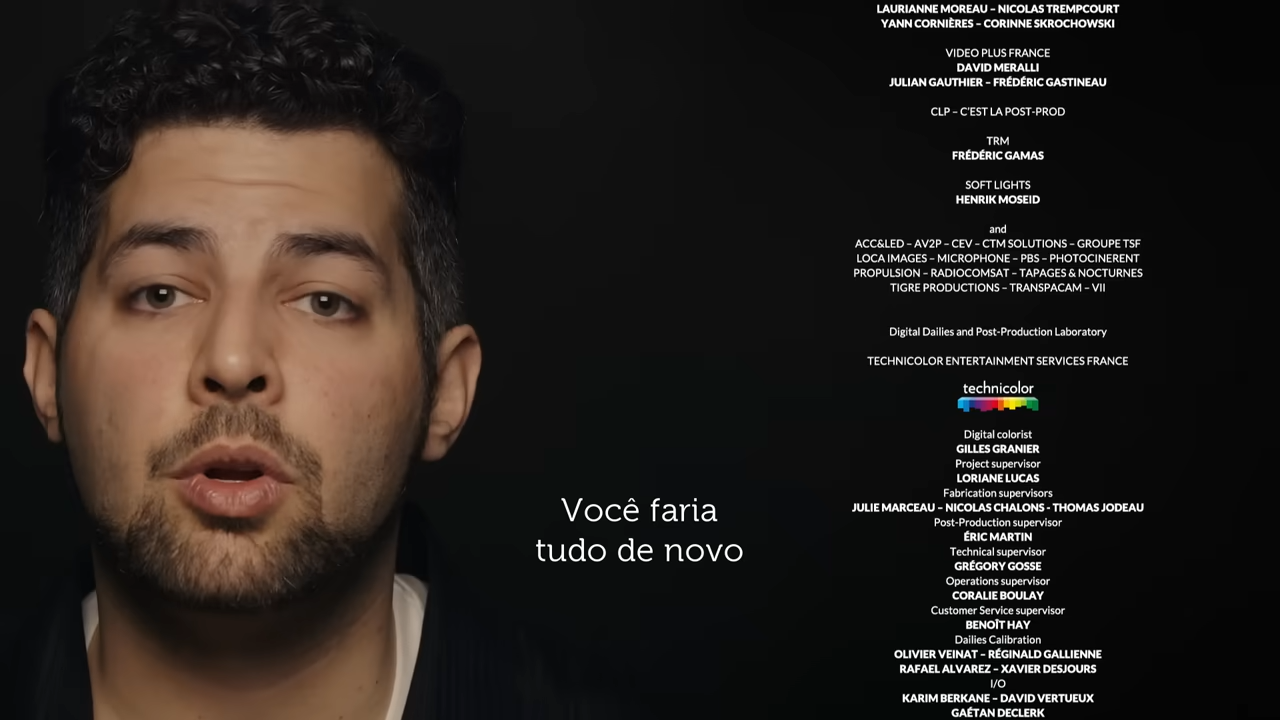 LAURIANNE MOREAU – NICOLAS TREMPCOURT
YANN CORNIÈRES – CORINNE SKROCHOWSKI
VIDEO PLUS FRANCE
DAVID MERALLI
JULIAN GAUTHIER – FRÉDÉRIC GASTINEAU
CLP – C'EST LA POST-PROD
TRM
FRÉDÉRIC GAMAS
SOFT LIGHTS
HENRIK MOSEID
and
ACC&LED – AV2P – CEV – CTM SOLUTIONS – GROUPE TSF
LOCA IMAGES – MICROPHONE – PBS – PHOTOCINERENT
PROPULSION – RADIOCOMSAT – TAPAGES & NOCTURNES
TIGRE PRODUCTIONS – TRANSPACAM – VII
Digital Dailies and Post-Production Laboratory
TECHNICOLOR ENTERTAINMENT SERVICES FRANCE
technicolor
Digital colorist
GILLES GRANIER
Project supervisor
LORIANE LUCAS
Fabrication supervisors
JULIE MARCEAU – NICOLAS CHALONS - THOMAS JODEAU
Post-Production supervisor
ÉRIC MARTIN
Technical supervisor
GRÉGORY GOSSE
Operations supervisor
CORALIE BOULAY
Customer Service supervisor
BENOÎT HAY
Dailies Calibration
OLIVIER VEINAT – RÉGINALD GALLIENNE
RAFAEL ALVAREZ – XAVIER DESJOURS
I/O
KARIM BERKANE – DAVID VERTUEUX
GAÉTAN DECLERK
Você faria
tudo de novo